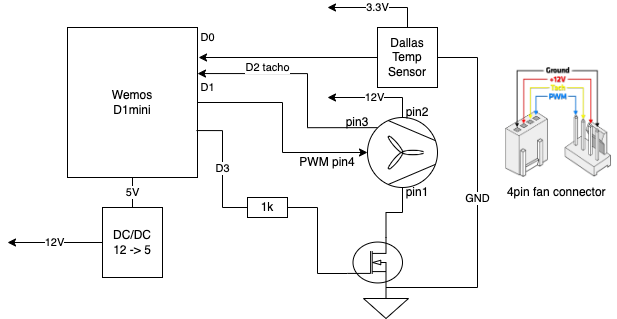 3.3V
D0
Dallas
Temp
Sensor
D2 tacho
Wemos
D1mini
D1
12V
pin2
pin3
PWM pin4
pin1
D3
GND
1k
5V
DC/DC
12 -> 5
12V
Ground
+12V
Tach
PWM
4pin fan connector